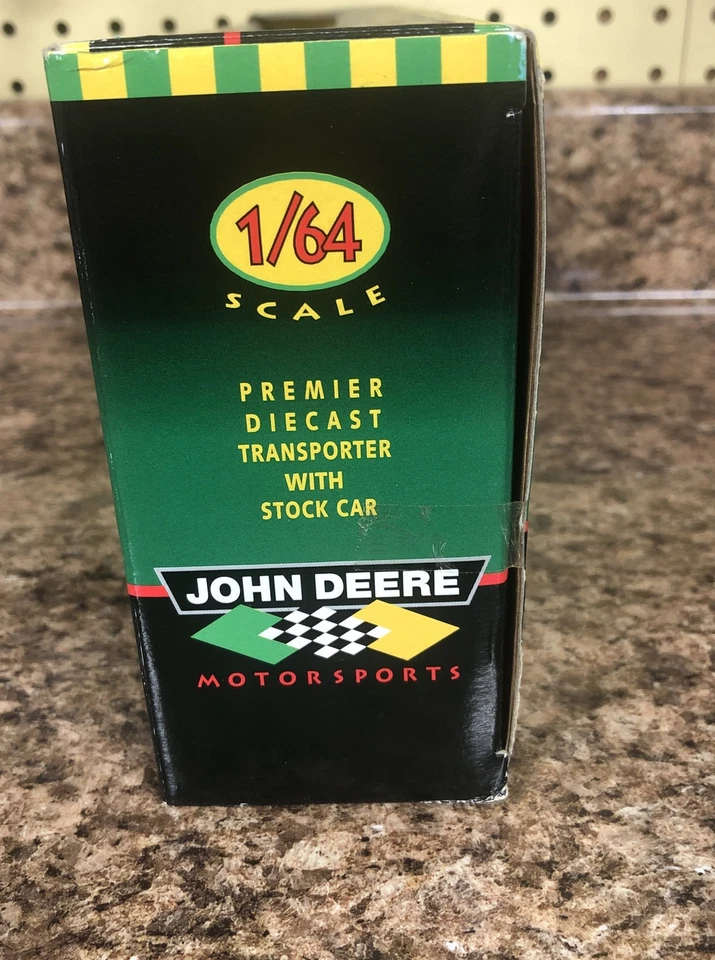 1/64
SCALE
PREMIER
DIECAST
TRANSPORTER
WITH
STOCK CAR
JOHN DEERE
MOTORSPORTS